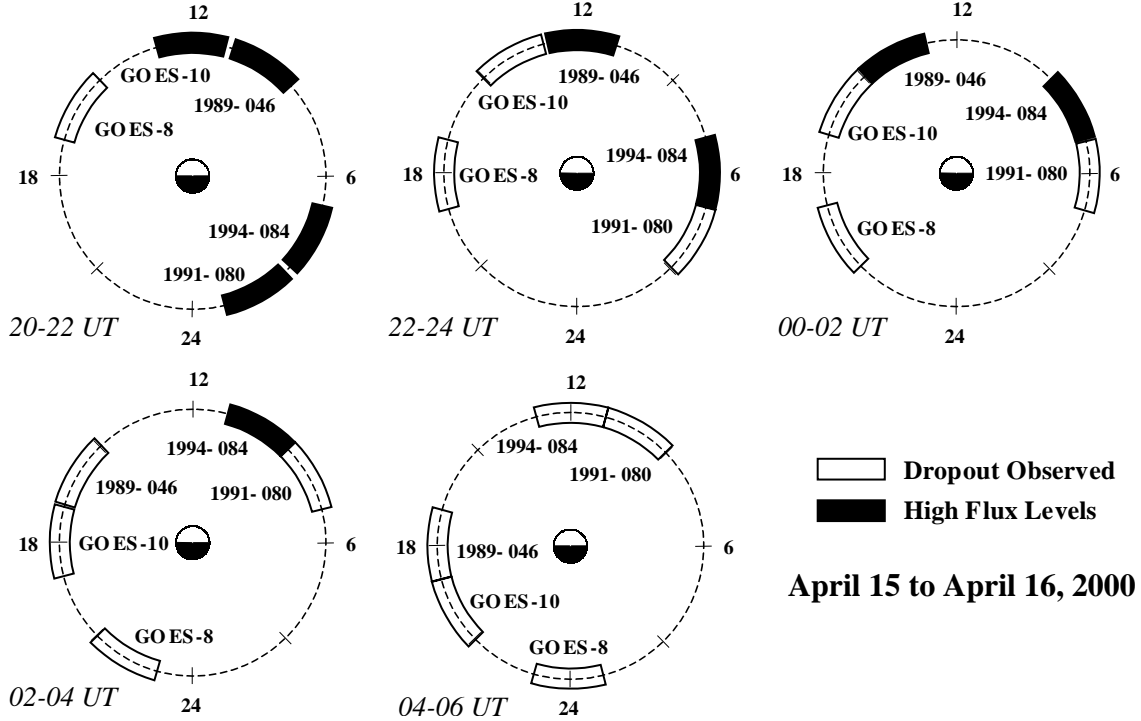 12
GOES-10
1989-046
GOES-8
18
6
1994-084
1991-080
24
20-22 UT
12
1989-046
GOES-10
1994-084
18
GOES-8
6
1991-080
24
22-24 UT
12
1989-046
1994-084
GOES-10
18
1991-080
6
GOES-8
24
00-02 UT
12
1994-084
1989-046
1991-080
18
GOES-10
6
GOES-8
24
02-04 UT
12
1994-084
1991-080
18
1989-046
6
GOES-10
GOES-8
24
04-06 UT
Dropout Observed
High Flux Levels
April 15 to April 16, 2000